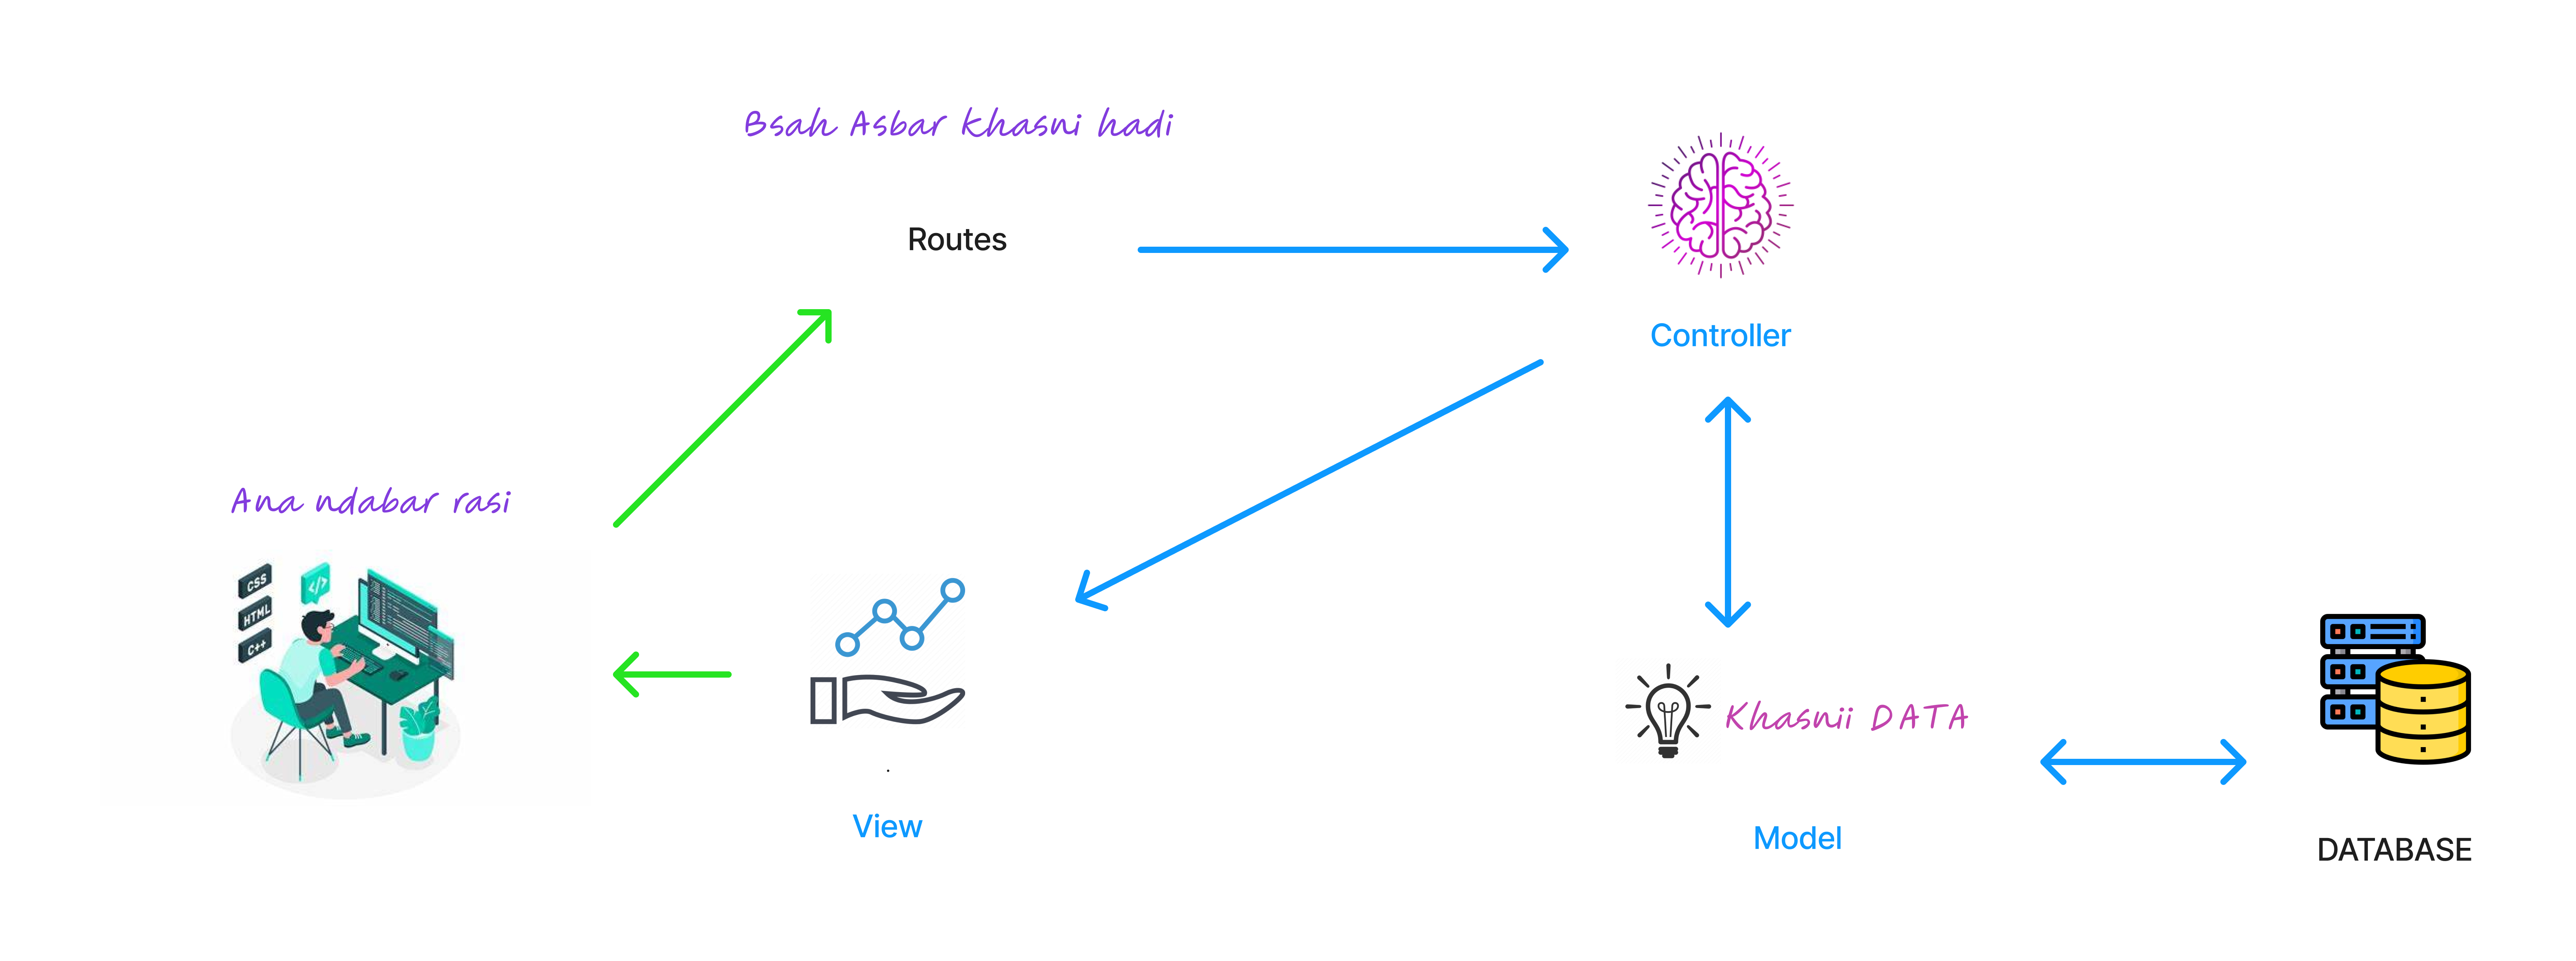 Bsah Asbar khasni hadi
Routes
Controller
Ana ndabar rasi
CSS
</>
HTML
C++
Khasnii DATA
View
Model
DATABASE